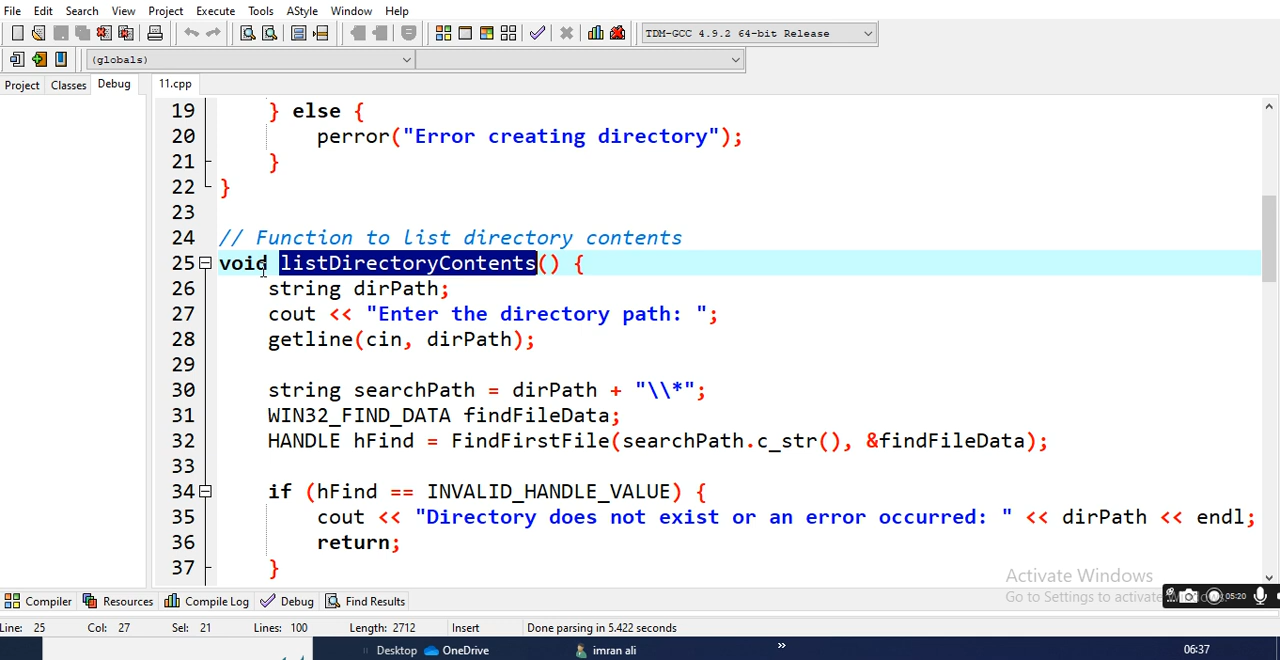 File Edit Search View Project Execute Tools AStyle Window Help
TDM-GCC 4.9.2 64-bit Release
(globals)
Project Classes Debug 11.cpp
19 } else {
20 perror("Error creating directory");
21 }
22 }
23
24 // Function to list directory contents
25 void listDirectoryContents() {
26 string dirPath;
27 cout << "Enter the directory path: ";
28 getline(cin, dirPath);
29
30 string searchPath = dirPath + "\\*";
31 WIN32_FIND_DATA findFileData;
32 HANDLE hFind = FindFirstFile(searchPath.c_str(), &findFileData);
33
34 if (hFind == INVALID_HANDLE_VALUE) {
35 cout << "Directory does not exist or an error occurred: " << dirPath << endl;
36 return;
37 }
Activate Windows
Go to Settings to activate
05:20
Compiler Resources Compile Log Debug Find Results
Line: 25 Col: 27 Sel: 21 Lines: 100 Length: 2712 Insert Done parsing in 5.422 seconds
Desktop OneDrive imran ali » 06:37